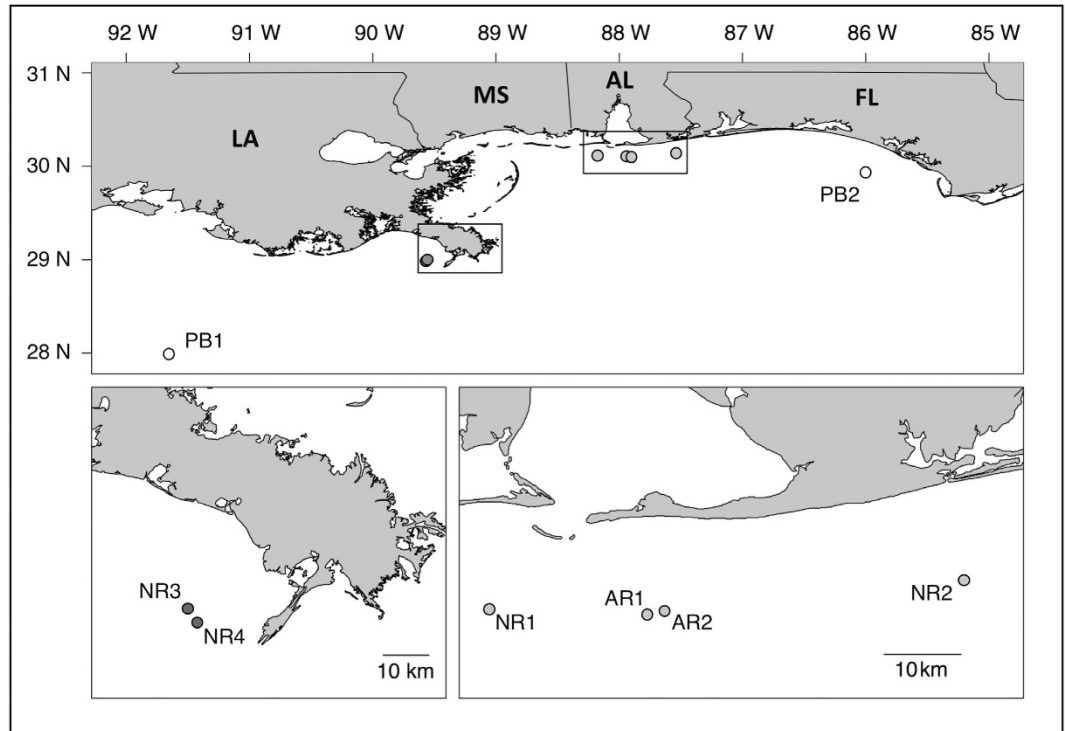 92 W 91 W 90 W 89 W 88 W 87 W 86 W 85 W
31 N
MS AL FL
LA
30 N
PB2
29 N
PB1
28 N
NR3
NR4
10 km
NR1
AR1
AR2
NR2
10km